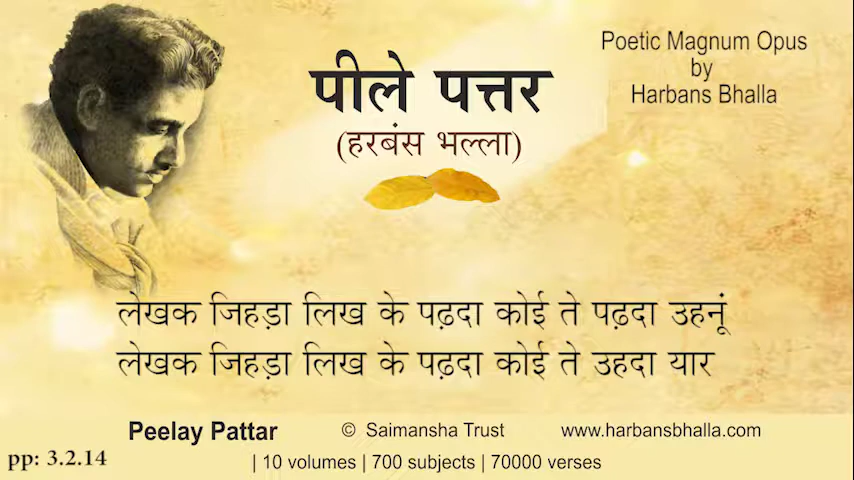 पीले पत्तर
(हरबंस भल्ला)
Poetic Magnum Opus
by
Harbans Bhalla
लेखक जिहड़ा लिख के पढ़दा कोई ते पढ़दा उहनूं
लेखक जिहड़ा लिख के पढ़दा कोई ते उहदा यार
Peelay Pattar © Saimansha Trust www.harbansbhalla.com
pp: 3.2.14
| 10 volumes | 700 subjects | 70000 verses